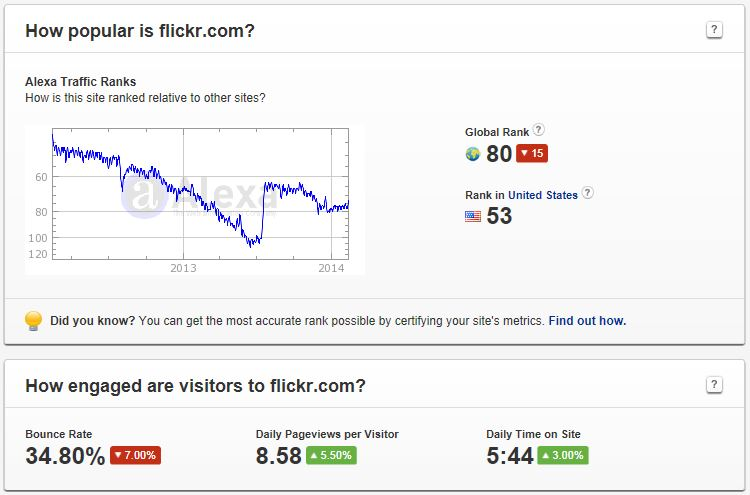 How popular is flickr.com?
?
Alexa Traffic Ranks
How is this site ranked relative to other sites?
60
80
100
120
2013
2014
a Alexa
Global Rank ?
80 ▼ 15
Rank in United States ?
53
Did you know? You can get the most accurate rank possible by certifying your site's metrics. Find out how.
How engaged are visitors to flickr.com?
?
Bounce Rate
34.80% ▼ 7.00%
Daily Pageviews per Visitor
8.58 ▲ 5.50%
Daily Time on Site
5:44 ▲ 3.00%